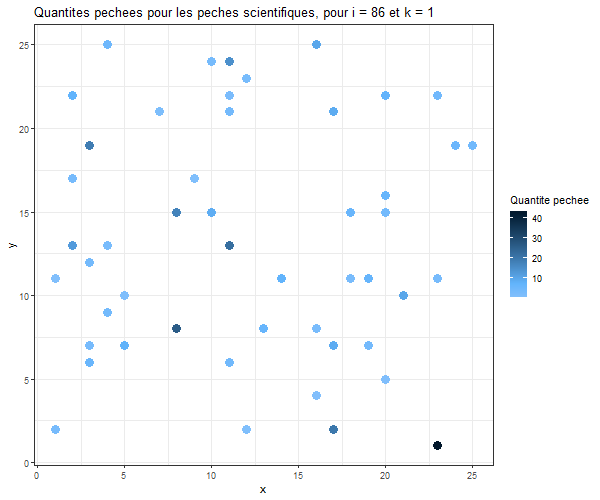 Quantites pechees pour les peches scientifiques, pour i = 86 et k = 1
25
20
15
10
5
0
y
0 5 10 15 20 25
x
Quantite pechee
40
30
20
10